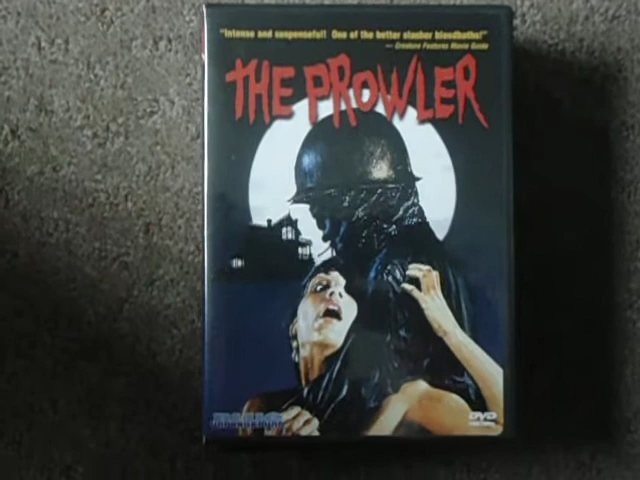 "Intense and suspenseful! One of the better slasher bloodbaths!"
— Creature Features Movie Guide
THE PROWLER
DVD